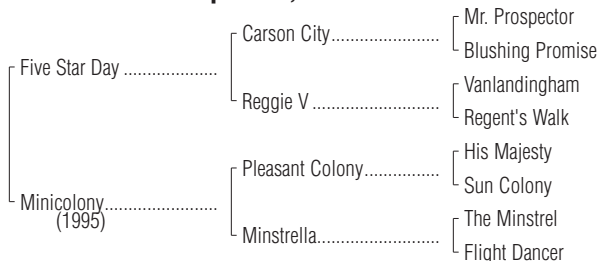 Mr. Prospector
Carson City
Blushing Promise
Five Star Day
Vanlandingham
Reggie V
Regent's Walk
His Majesty
Pleasant Colony
Sun Colony
Minicolony
(1995)
The Minstrel
Minstrella
Flight Dancer